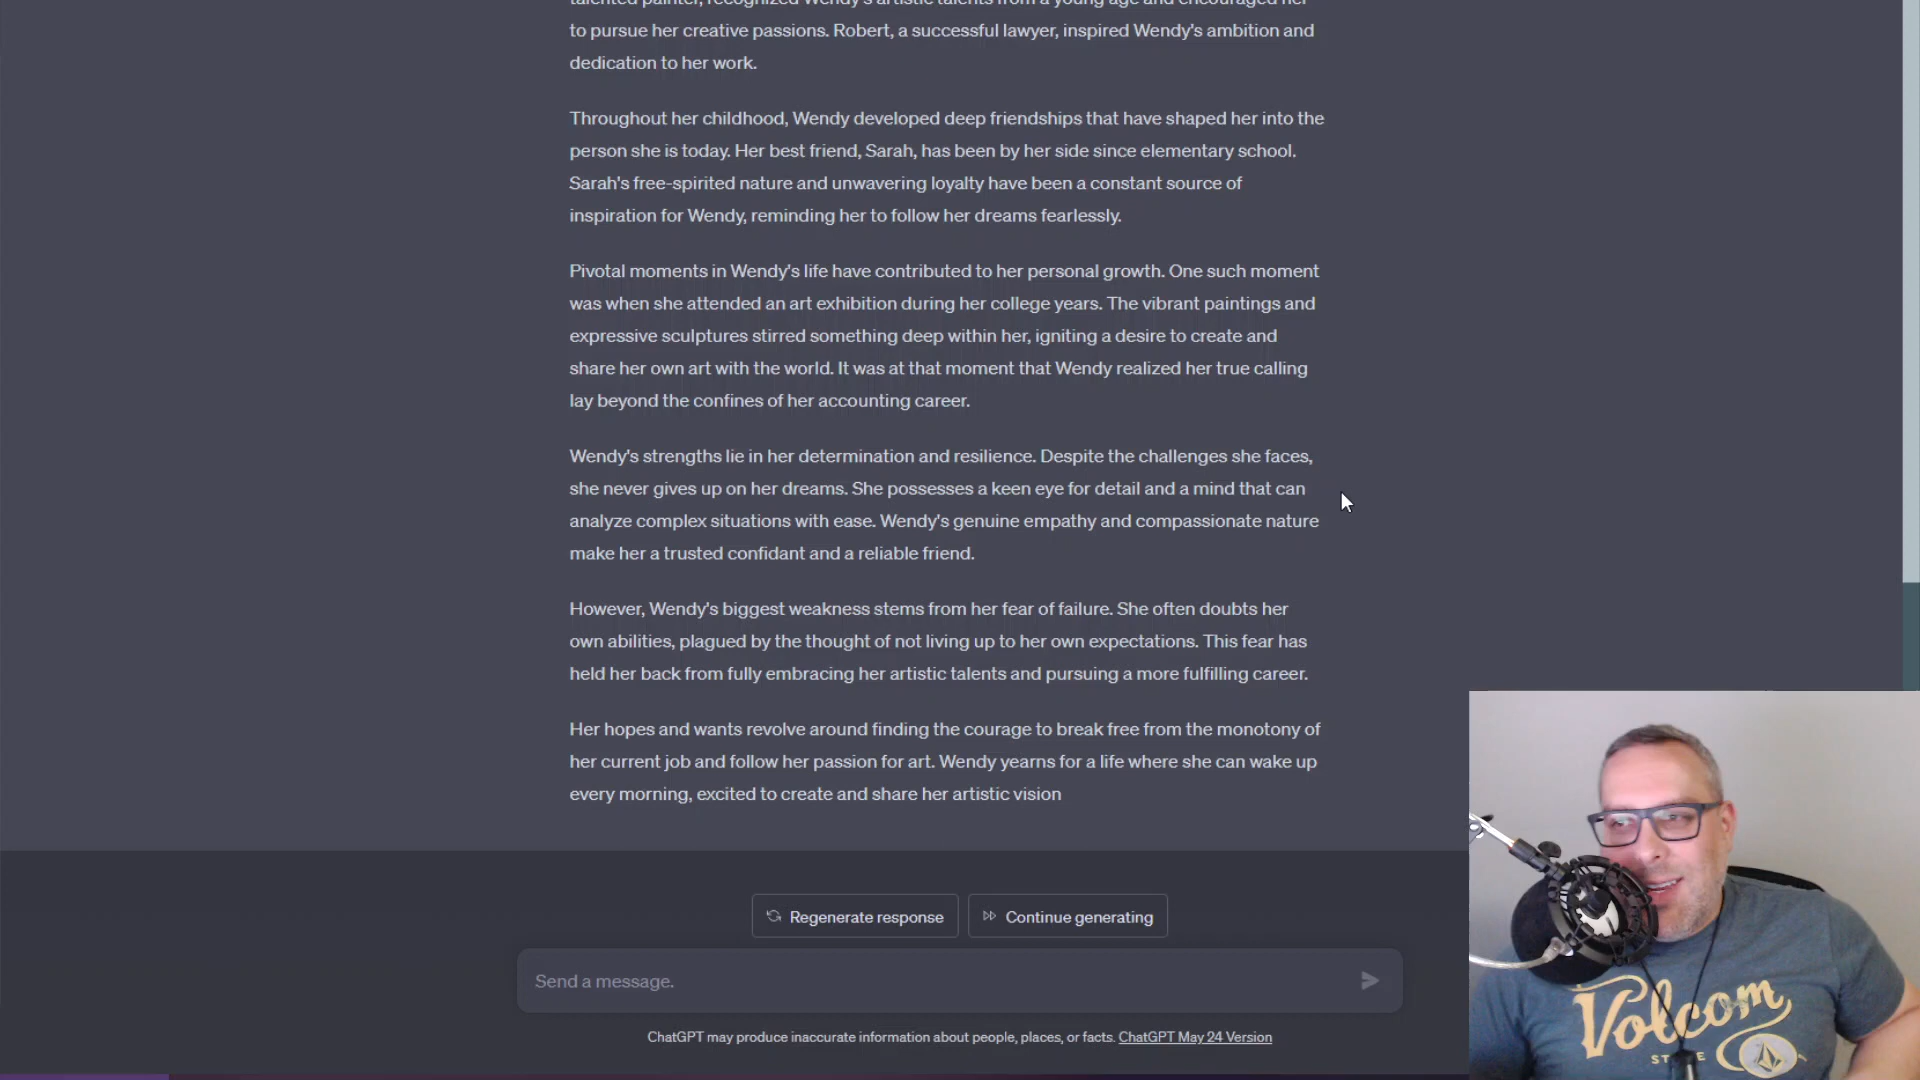 talented painter, recognized Wendy's artistic talents from a young age and encouraged her
to pursue her creative passions. Robert, a successful lawyer, inspired Wendy's ambition and
dedication to her work.
Throughout her childhood, Wendy developed deep friendships that have shaped her into the
person she is today. Her best friend, Sarah, has been by her side since elementary school.
Sarah's free-spirited nature and unwavering loyalty have been a constant source of
inspiration for Wendy, reminding her to follow her dreams fearlessly.
Pivotal moments in Wendy's life have contributed to her personal growth. One such moment
was when she attended an art exhibition during her college years. The vibrant paintings and
expressive sculptures stirred something deep within her, igniting a desire to create and
share her own art with the world. It was at that moment that Wendy realized her true calling
lay beyond the confines of her accounting career.
Wendy's strengths lie in her determination and resilience. Despite the challenges she faces,
she never gives up on her dreams. She possesses a keen eye for detail and a mind that can
analyze complex situations with ease. Wendy's genuine empathy and compassionate nature
make her a trusted confidant and a reliable friend.
However, Wendy's biggest weakness stems from her fear of failure. She often doubts her
own abilities, plagued by the thought of not living up to her own expectations. This fear has
held her back from fully embracing her artistic talents and pursuing a more fulfilling career.
Her hopes and wants revolve around finding the courage to break free from the monotony of
her current job and follow her passion for art. Wendy yearns for a life where she can wake up
every morning, excited to create and share her artistic vision
Regenerate response
Continue generating
Send a message.
ChatGPT may produce inaccurate information about people, places, or facts. ChatGPT May 24 Version
Volcom